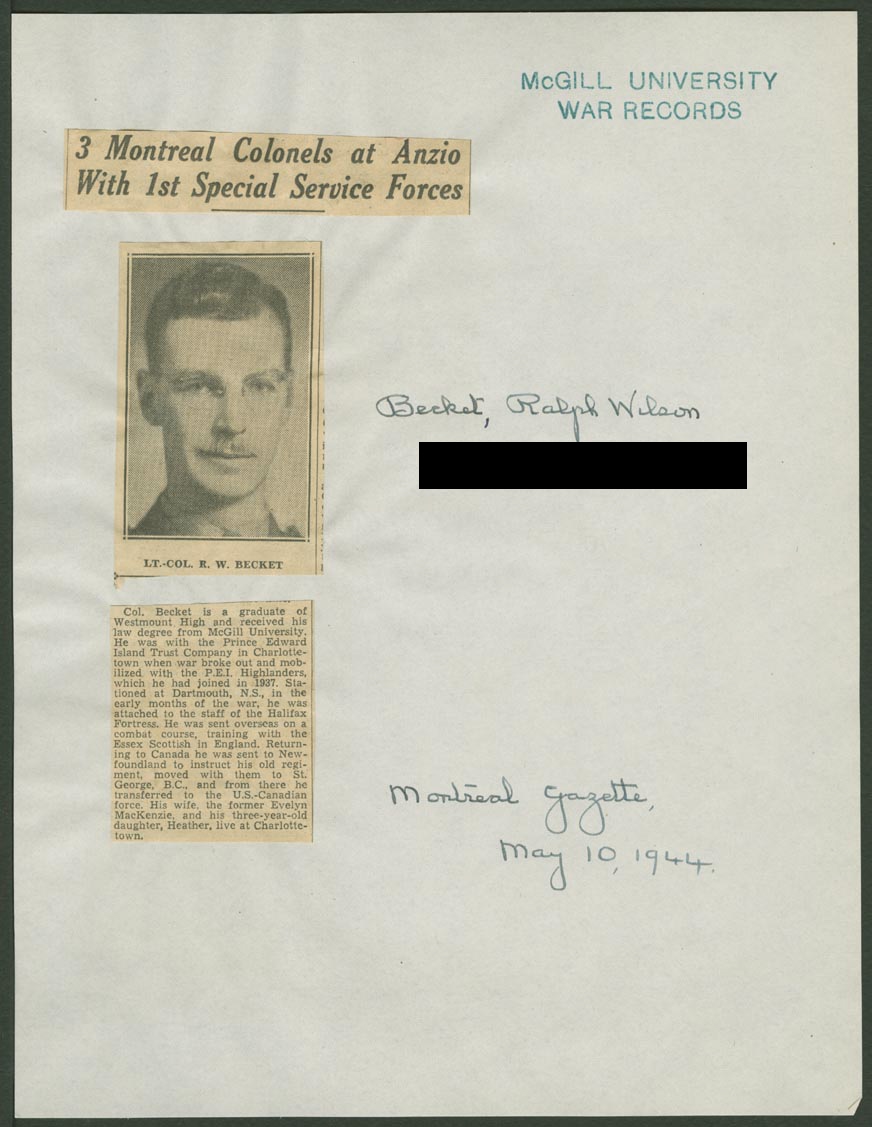 McGILL UNIVERSITY
WAR RECORDS
3 Montreal Colonels at Anzio
With 1st Special Service Forces
Becket, Ralph Wilson
LT.-COL. R. W. BECKET
Col. Becket is a graduate of
Westmount High and received his
law degree from McGill University.
He was with the Prince Edward
Island Trust Company in Charlotte-
town when war broke out and mob-
ilized with the P.E.I. Highlanders,
which he had joined in 1937. Sta-
tioned at Dartmouth, N.S., in the
early months of the war, he was
attached to the staff of the Halifax
Fortress. He was sent overseas on a
combat course, training with the
Essex Scottish in England. Return-
ing to Canada he was sent to New-
foundland to instruct his old regi-
ment, moved with them to St.
George, B.C., and from there he
transferred to the U.S.-Canadian
force. His wife, the former Evelyn
MacKenzie, and his three-year-old
daughter, Heather, live at Charlotte-
town.
Montreal Gazette,
May 10, 1944.